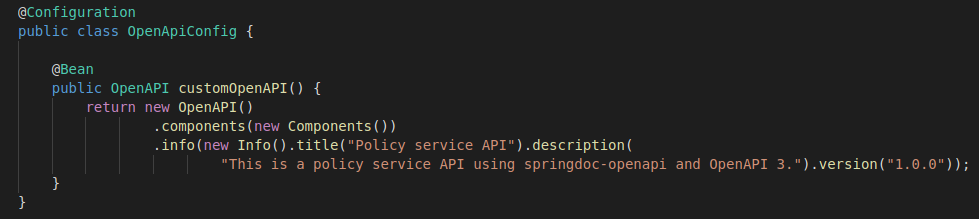 @Configuration
public class OpenApiConfig {
@Bean
public OpenAPI customOpenAPI() {
return new OpenAPI()
.components(new Components())
.info(new Info().title("Policy service API").description(
"This is a policy service API using springdoc-openapi and OpenAPI 3.").version("1.0.0"));
}
}